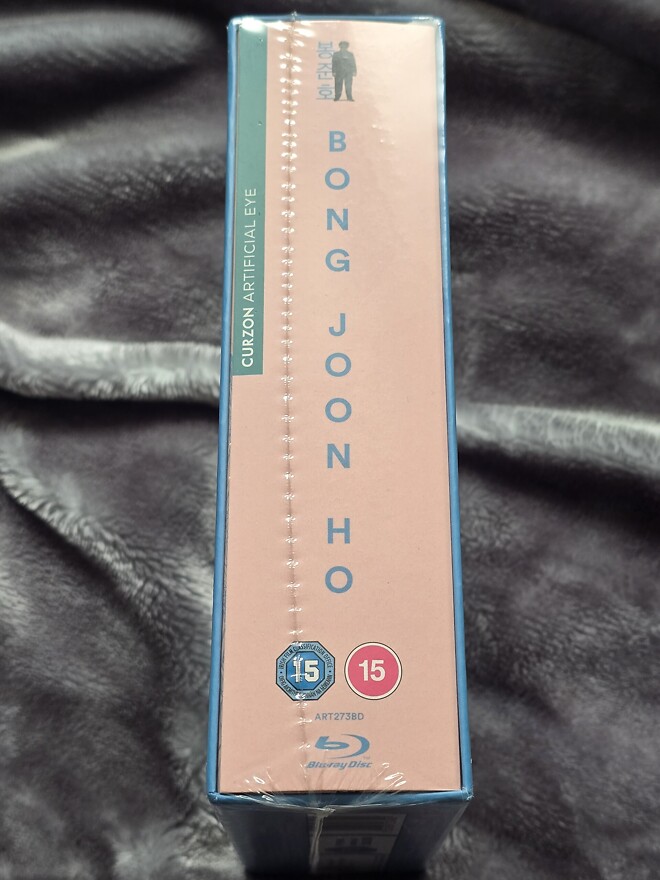 봉준호
BONG JOON HO
CURZON ARTIFICIAL EYE
15
15
ART273BD
Blu-ray Disc